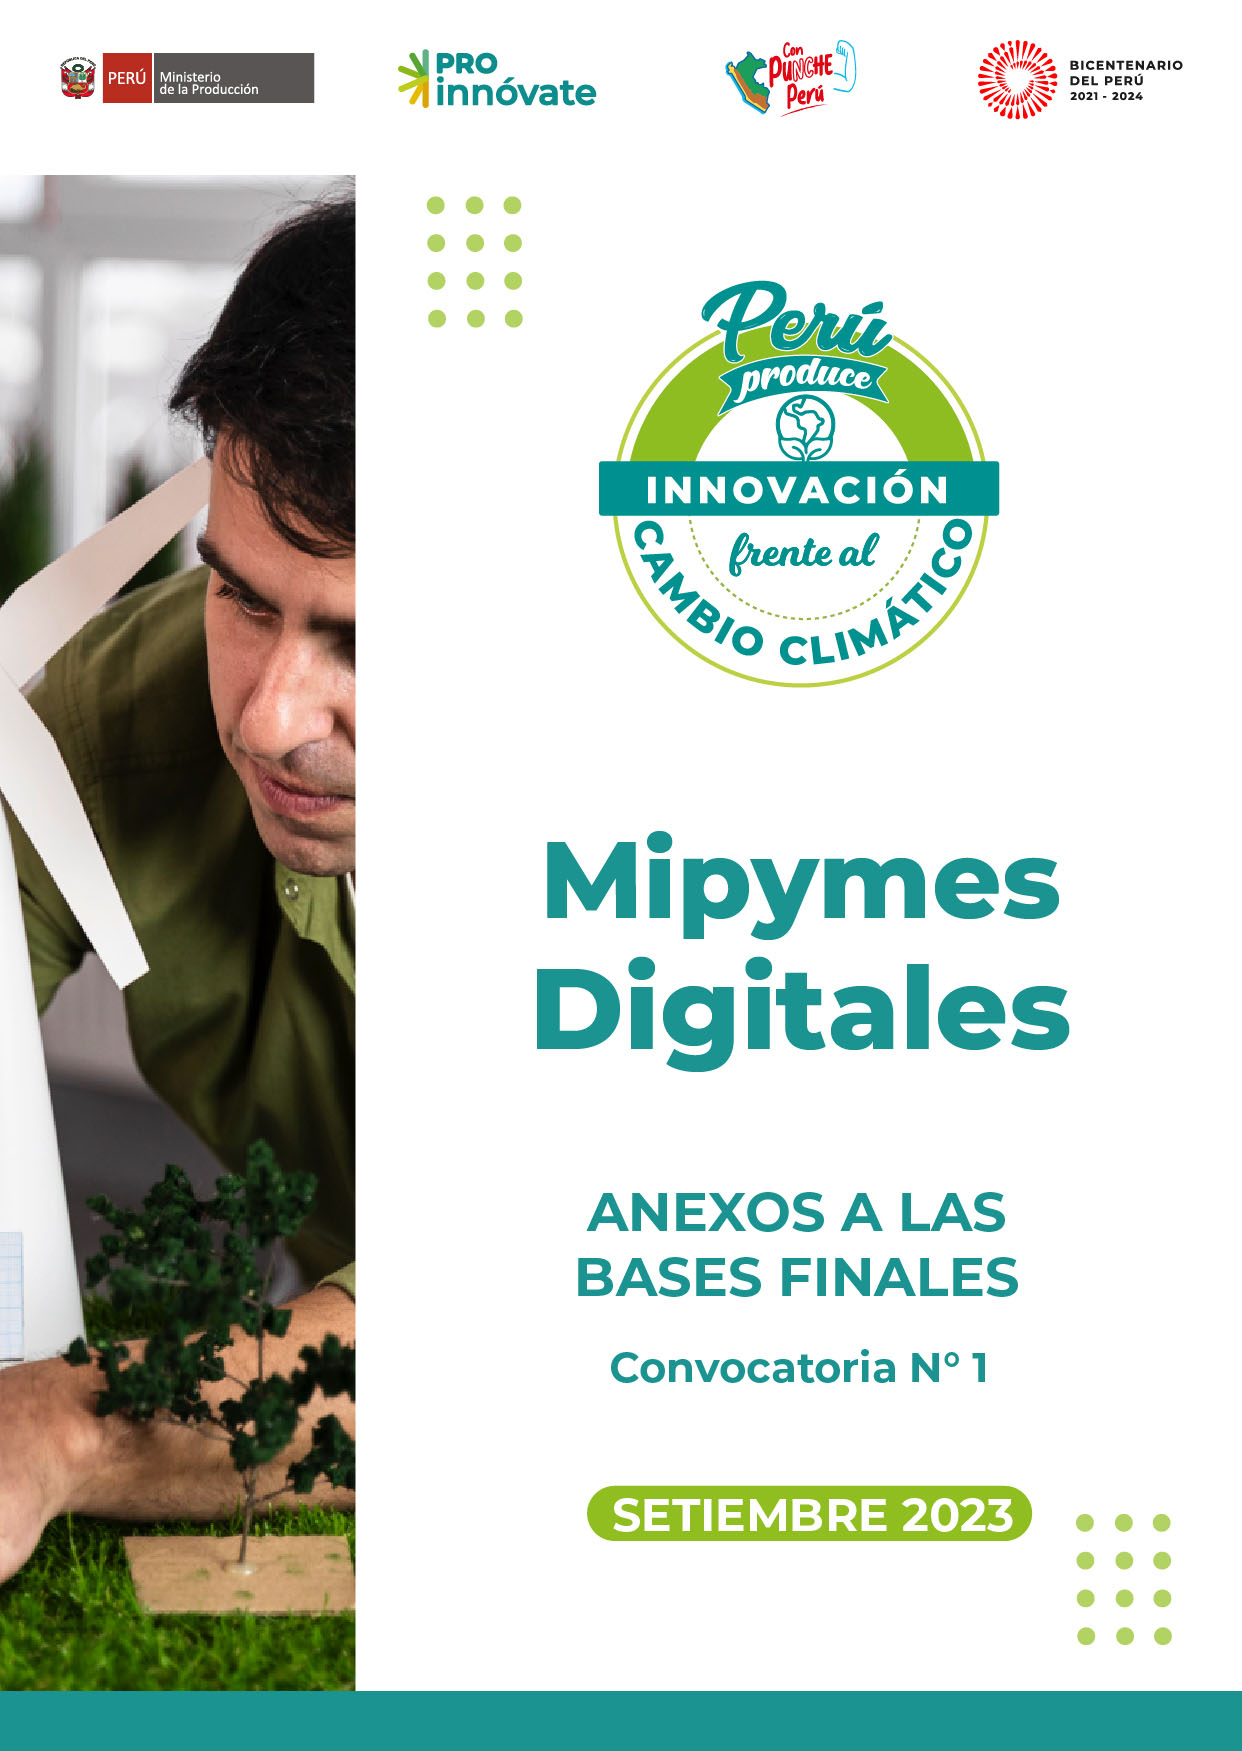 PERÚ
Ministerio
de la Producción
PRO
innóvate
Con
PUNCHE
Perú
BICENTENARIO
DEL PERÚ
2021 - 2024
Perú
produce
INNOVACIÓN
frente al
CAMBIO CLIMÁTICO
Mipymes
Digitales
ANEXOS A LAS
BASES FINALES
Convocatoria N° 1
SETIEMBRE 2023